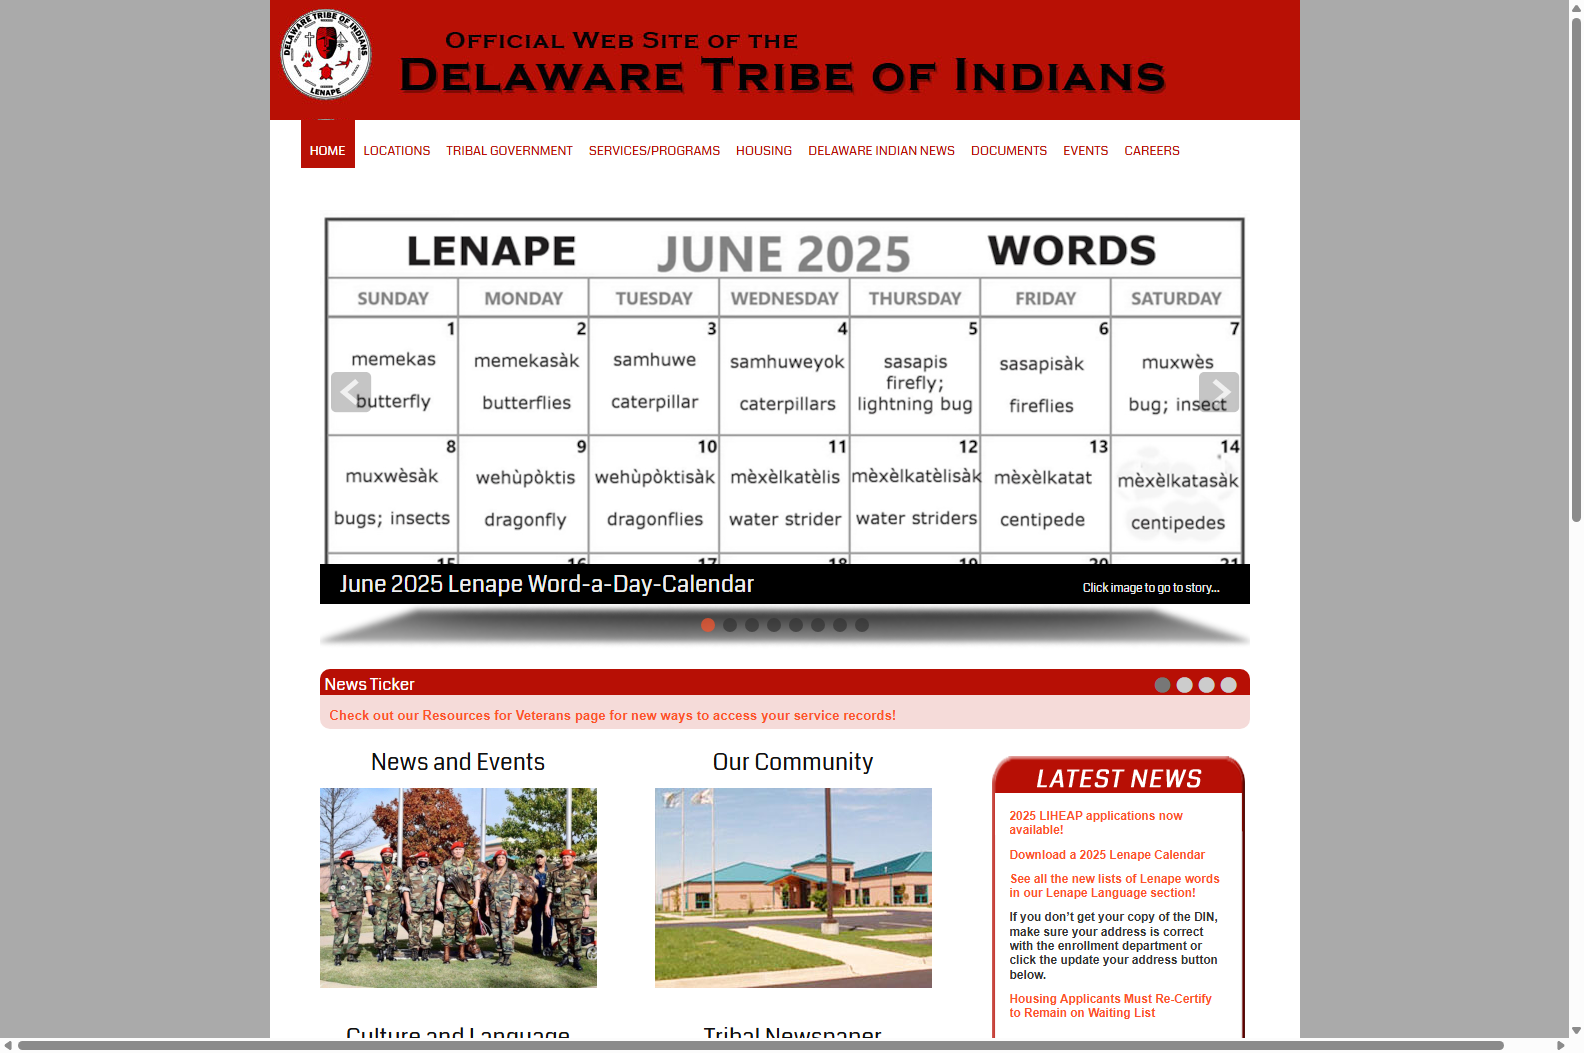 DELAWARE TRIBE OF INDIANS
LENAPE
OFFICIAL WEB SITE OF THE
DELAWARE TRIBE OF INDIANS
HOME LOCATIONS TRIBAL GOVERNMENT SERVICES/PROGRAMS HOUSING DELAWARE INDIAN NEWS DOCUMENTS EVENTS CAREERS
LENAPE JUNE 2025 WORDS
SUNDAY MONDAY TUESDAY WEDNESDAY THURSDAY FRIDAY SATURDAY
1 2 3 4 5 6 7
memekas memekasàk samhuwe samhuweyok sasapis sasapisàk muxwès
firefly;
butterfly butterflies caterpillar caterpillars lightning bug fireflies bug; insect
8 9 10 11 12 13 14
muxwèsàk wehùpòktis wehùpòktisàk mèxèlkatèlis mèxèlkatèlisàk mèxèlkatat mèxèlkatasàk
bugs; insects dragonfly dragonflies water strider water striders centipede centipedes
15 16 17 18 19 20 21
June 2025 Lenape Word-a-Day-Calendar Click image to go to story...
News Ticker
Check out our Resources for Veterans page for new ways to access your service records!
News and Events Our Community
LATEST NEWS
2025 LIHEAP applications now
available!
Download a 2025 Lenape Calendar
See all the new lists of Lenape words
in our Lenape Language section!
If you don't get your copy of the DIN,
make sure your address is correct
with the enrollment department or
click the update your address button
below.
Housing Applicants Must Re-Certify
to Remain on Waiting List
Culture and Language Tribal Newspaper